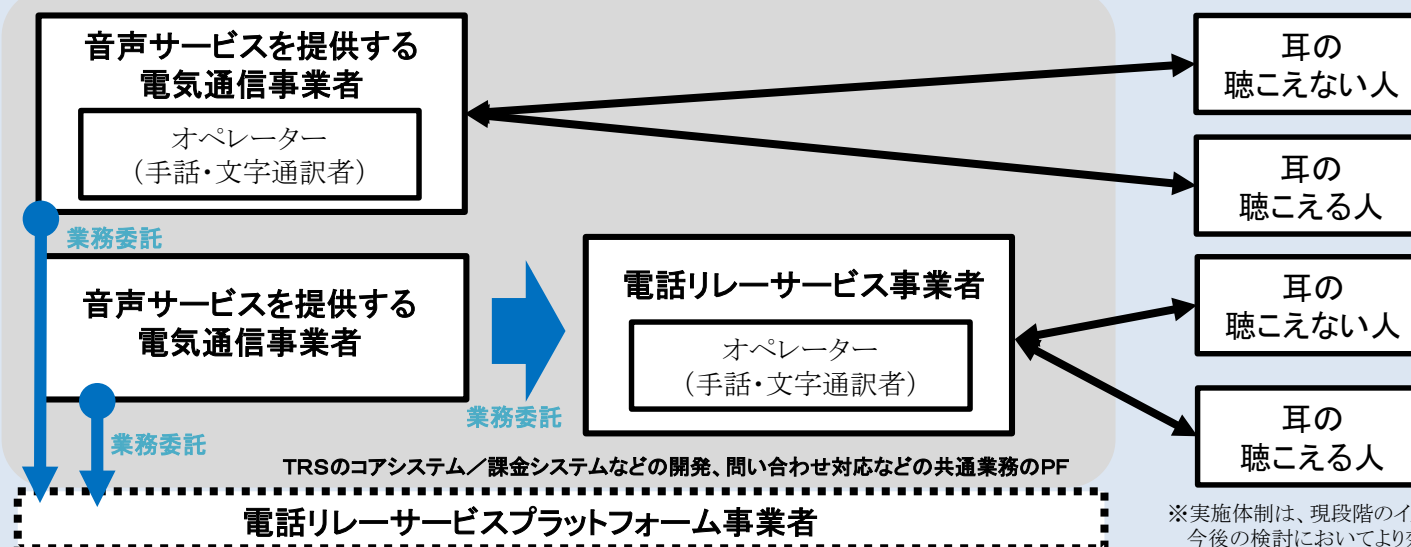 音声サービスを提供する
電気通信事業者
オペレーター
（手話・文字通訳者）
耳の
聴こえない人
耳の
聴こえる人
業務委託
音声サービスを提供する
電気通信事業者
業務委託
電話リレーサービス事業者
オペレーター
（手話・文字通訳者）
耳の
聴こえない人
耳の
聴こえる人
業務委託
TRSのコアシステム／課金システムなどの開発、問い合わせ対応などの共通業務のPF
電話リレーサービスプラットフォーム事業者
※実施体制は、現段階のイ
今後の検討においてより